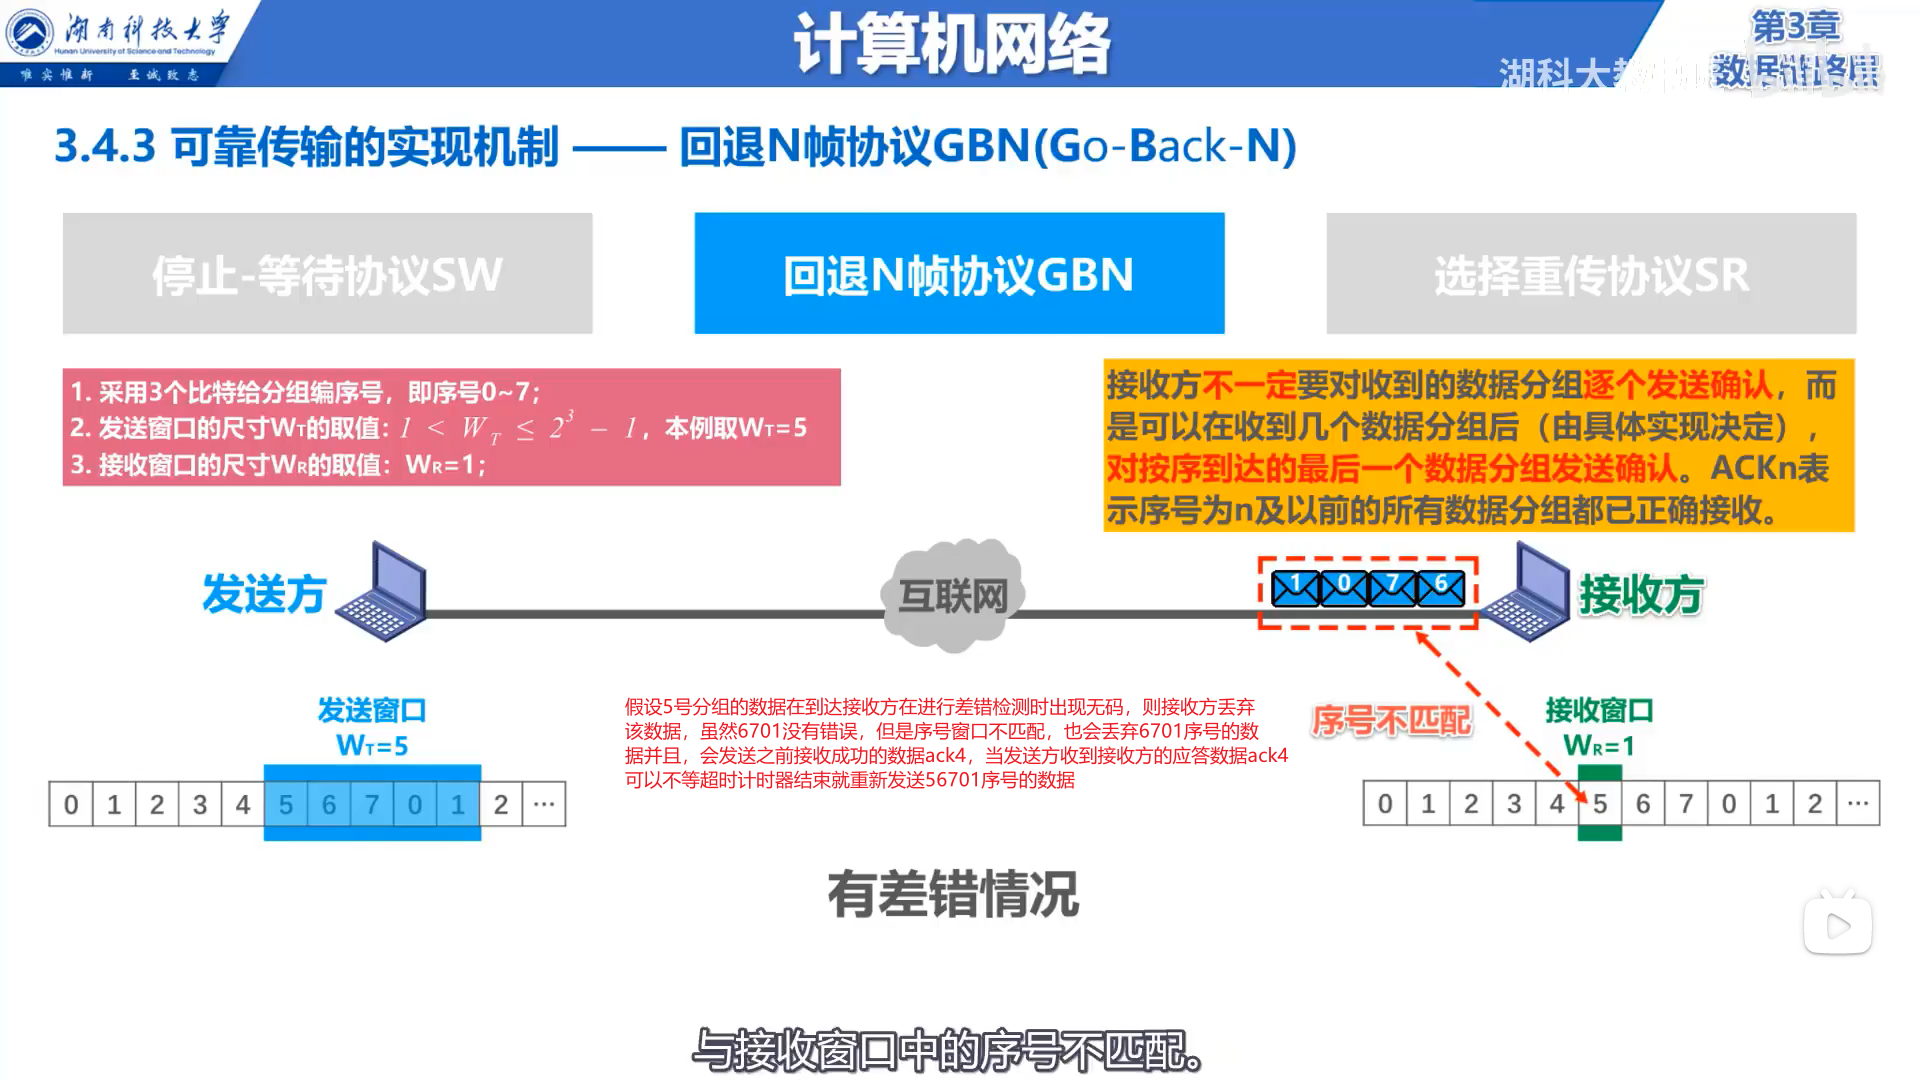 湖南科技大学
Hunan University of Science and Technology
唯实惟新 至诚致志
计算机网络
第3章
数据链路层
湖科大教
3.4.3 可靠传输的实现机制 —— 回退N帧协议GBN(Go-Back-N)
停止-等待协议SW
回退N帧协议GBN
选择重传协议SR
1. 采用3个比特给分组编序号，即序号0~7；
2. 发送窗口的尺寸WT的取值：1 < W_T ≤ 2^3 – 1，本例取WT=5
3. 接收窗口的尺寸WR的取值：WR=1；
接收方不一定要对收到的数据分组逐个发送确认，而
是可以在收到几个数据分组后（由具体实现决定），
对按序到达的最后一个数据分组发送确认。ACKn表
示序号为n及以前的所有数据分组都已正确接收。
发送方
互联网
1 0 7 6
接收方
发送窗口
WT=5
0 1 2 3 4 5 6 7 0 1 2 ···
假设5号分组的数据在到达接收方在进行差错检测时出现无码，则接收方丢弃
该数据，虽然6701没有错误，但是序号窗口不匹配，也会丢弃6701序号的数
据并且，会发送之前接收成功的数据ack4，当发送方收到接收方的应答数据ack4
可以不等超时计时器结束就重新发送56701序号的数据
序号不匹配
接收窗口
WR=1
0 1 2 3 4 5 6 7 0 1 2 ···
有差错情况
与接收窗口中的序号不匹配。